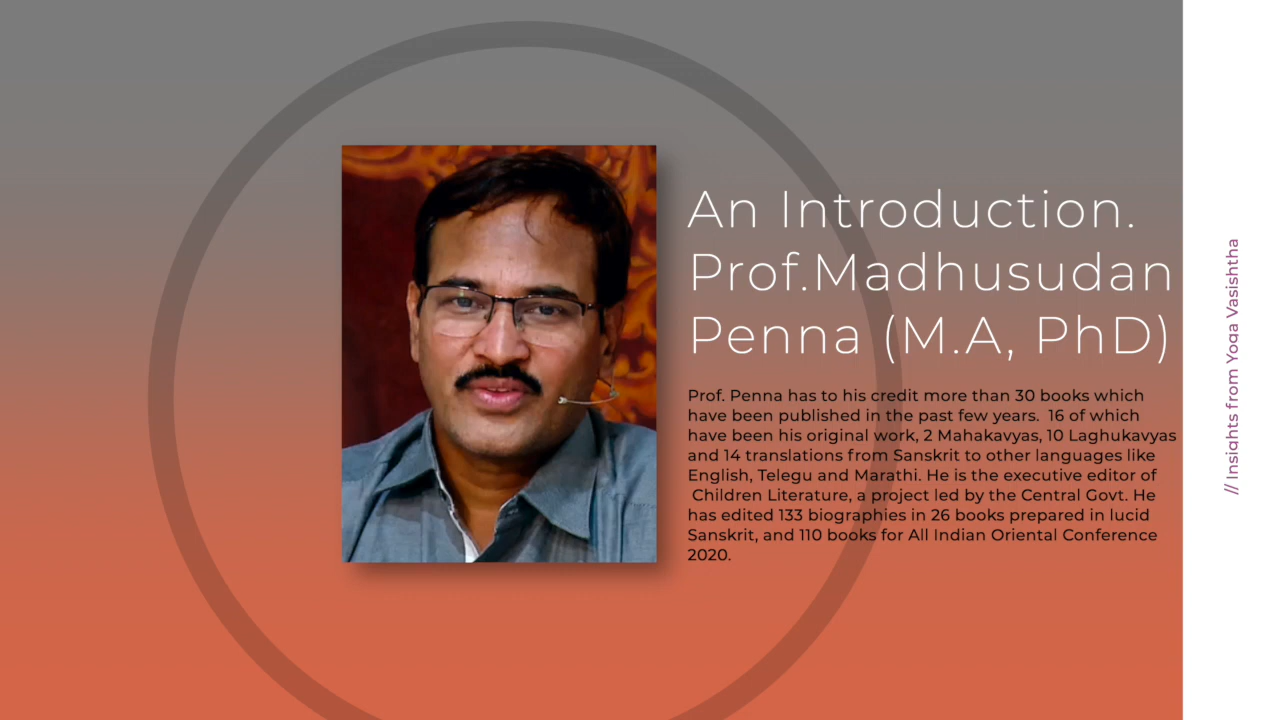 An Introduction.
Prof.Madhusudan
Penna (M.A, PhD)
Prof. Penna has to his credit more than 30 books which
have been published in the past few years.  16 of which
have been his original work, 2 Mahakavyas, 10 Laghukavyas
and 14 translations from Sanskrit to other languages like
English, Telegu and Marathi. He is the executive editor of
Children Literature, a project led by the Central Govt. He
has edited 133 biographies in 26 books prepared in lucid
Sanskrit, and 110 books for All Indian Oriental Conference
2020.
// Insights from Yoga Vasishtha